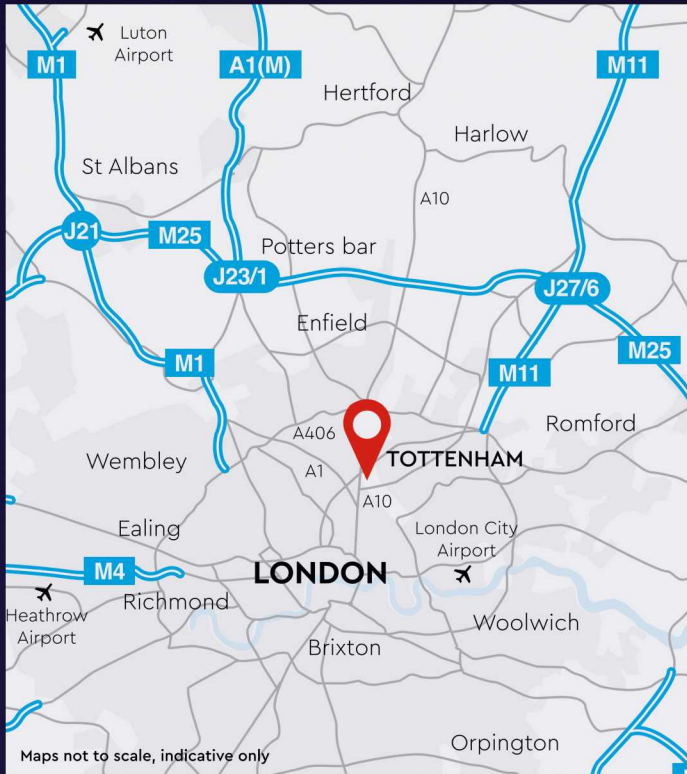 Luton
Airport
M1
A1(M)
M11
Hertford
Harlow
St Albans
A10
J21
M25
Potters bar
J23/1
J27/6
Enfield
M1
M11
M25
A406
Romford
Wembley
A1
TOTTENHAM
A10
Ealing
London City
Airport
M4
LONDON
Heathrow
Airport
Richmond
Woolwich
Brixton
Orpington
Maps not to scale, indicative only